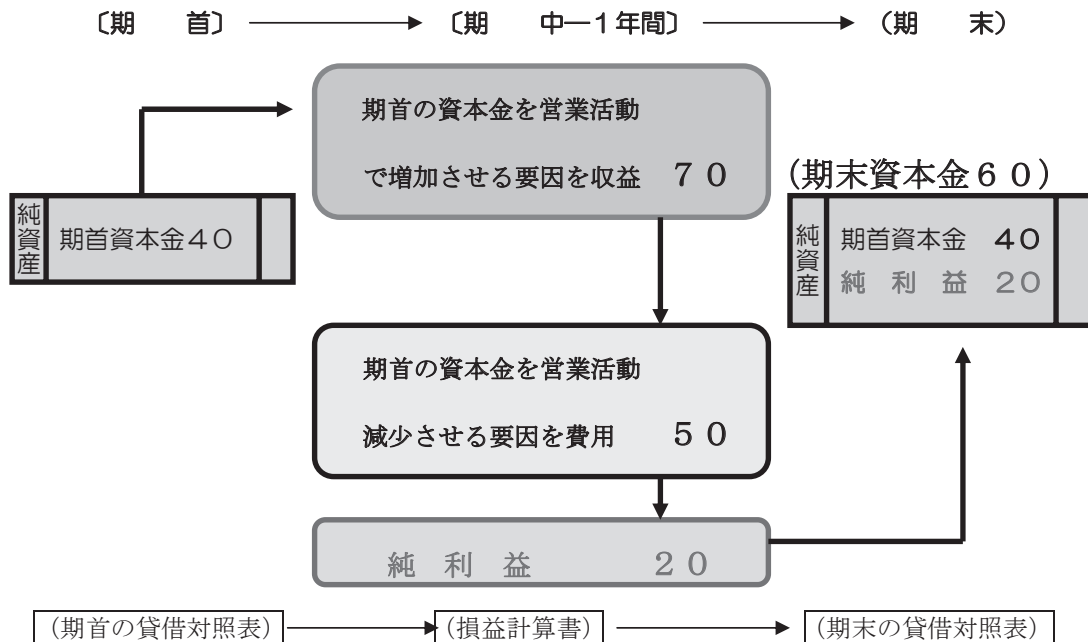 〔期　　首〕
〔期　　中―１年間〕
（期　　末）
期首の資本金を営業活動
で増加させる要因を収益　７０
純資産
期首資本金４０
（期末資本金６０）
純資産
期首資本金　４０
純　利　益　２０
期首の資本金を営業活動
減少させる要因を費用　　５０
純　利　益　　　　２０
（期首の貸借対照表）
（損益計算書）
（期末の貸借対照表）